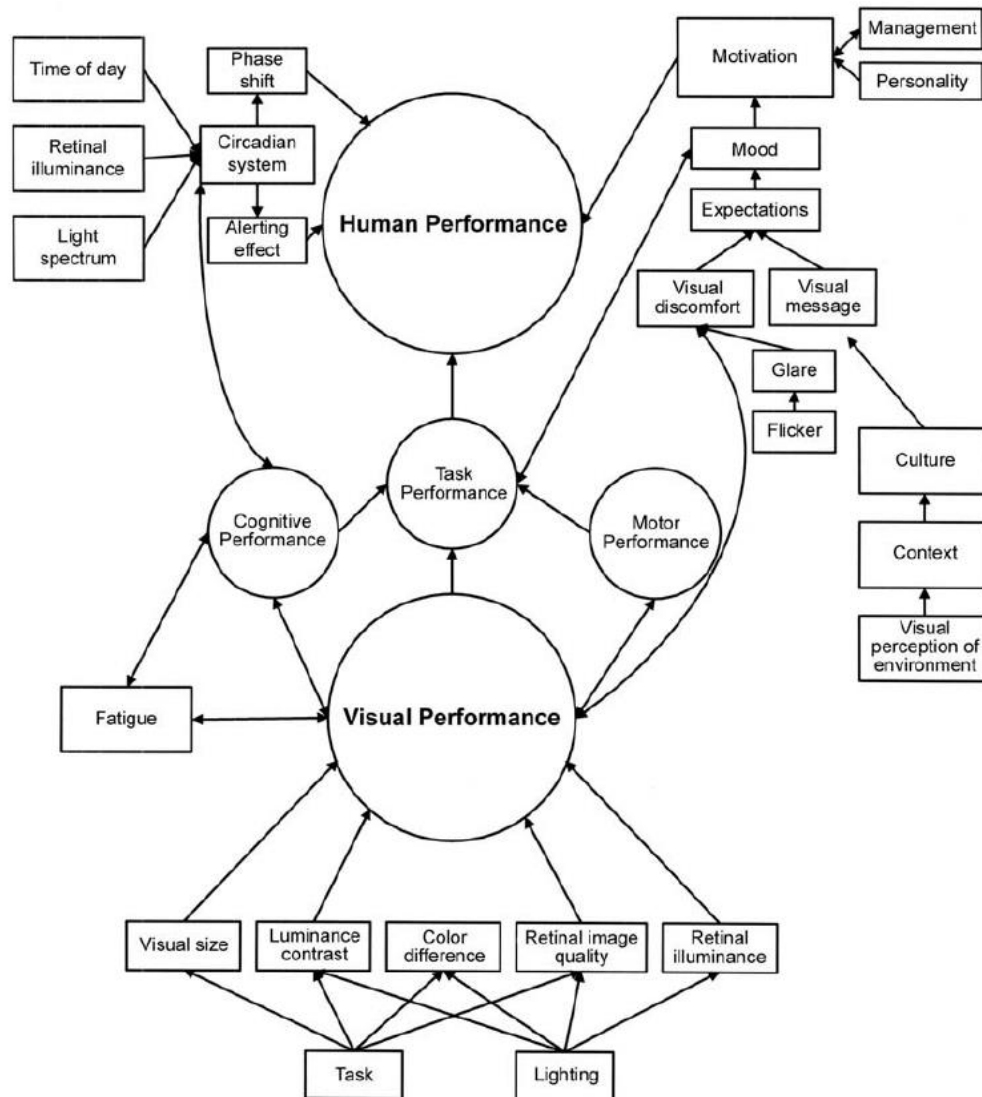 Time of day
Phase
shift
Motivation
Management
Personality
Retinal
illuminance
Circadian
system
Mood
Human Performance
Expectations
Light
spectrum
Alerting
effect
Visual
discomfort
Visual
message
Glare
Flicker
Culture
Task
Performance
Cognitive
Performance
Motor
Performance
Context
Visual
perception of
environment
Fatigue
Visual Performance
Visual size
Luminance
contrast
Color
difference
Retinal image
quality
Retinal
illuminance
Task
Lighting